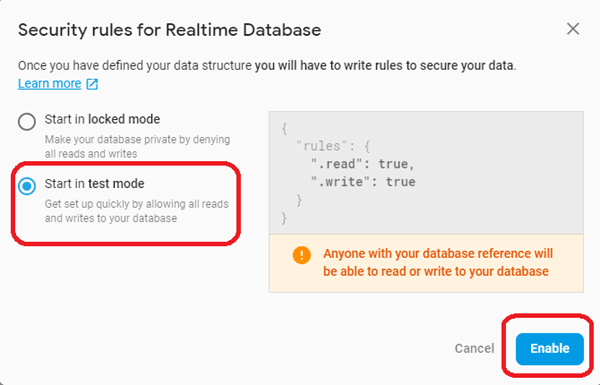 Security rules for Realtime Database
Once you have defined your data structure you will have to write rules to secure your data.
Learn more
Start in locked mode
Make your database private by denying
all reads and writes
Start in test mode
Get set up quickly by allowing all reads
and writes to your database
{
"rules": {
".read": true,
".write": true
}
}
Anyone with your database reference will
be able to read or write to your database
Cancel
Enable